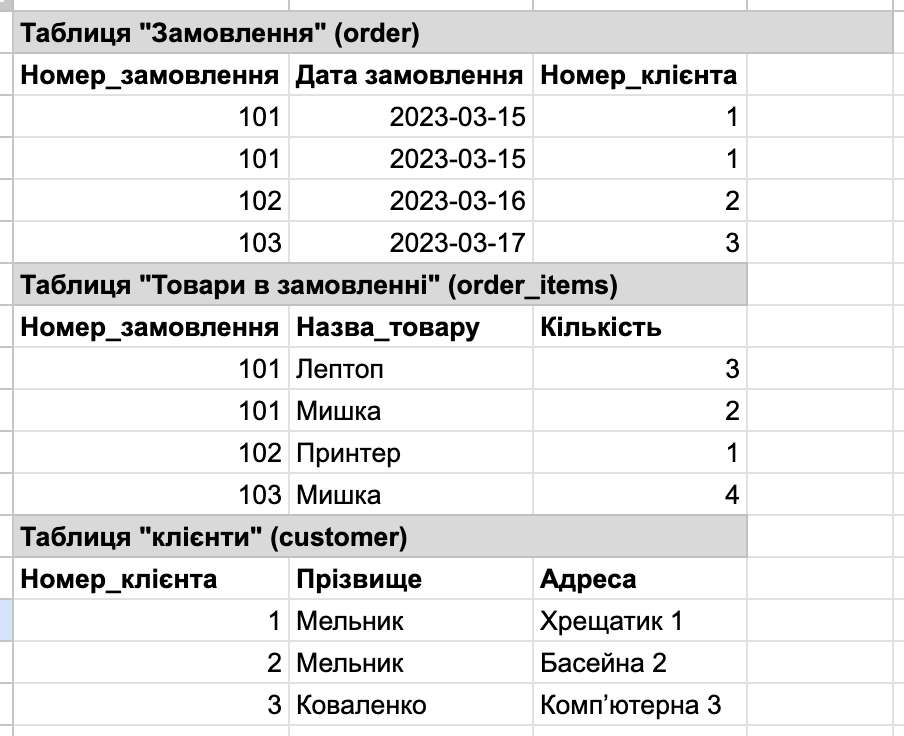 Таблиця "Замовлення" (order)
Номер_замовлення Дата замовлення Номер_клієнта
101 2023-03-15 1
101 2023-03-15 1
102 2023-03-16 2
103 2023-03-17 3
Таблиця "Товари в замовленні" (order_items)
Номер_замовлення Назва_товару Кількість
101 Лептоп 3
101 Мишка 2
102 Принтер 1
103 Мишка 4
Таблиця "клієнти" (customer)
Номер_клієнта Прізвище Адреса
1 Мельник Хрещатик 1
2 Мельник Басейна 2
3 Коваленко Комп’ютерна 3